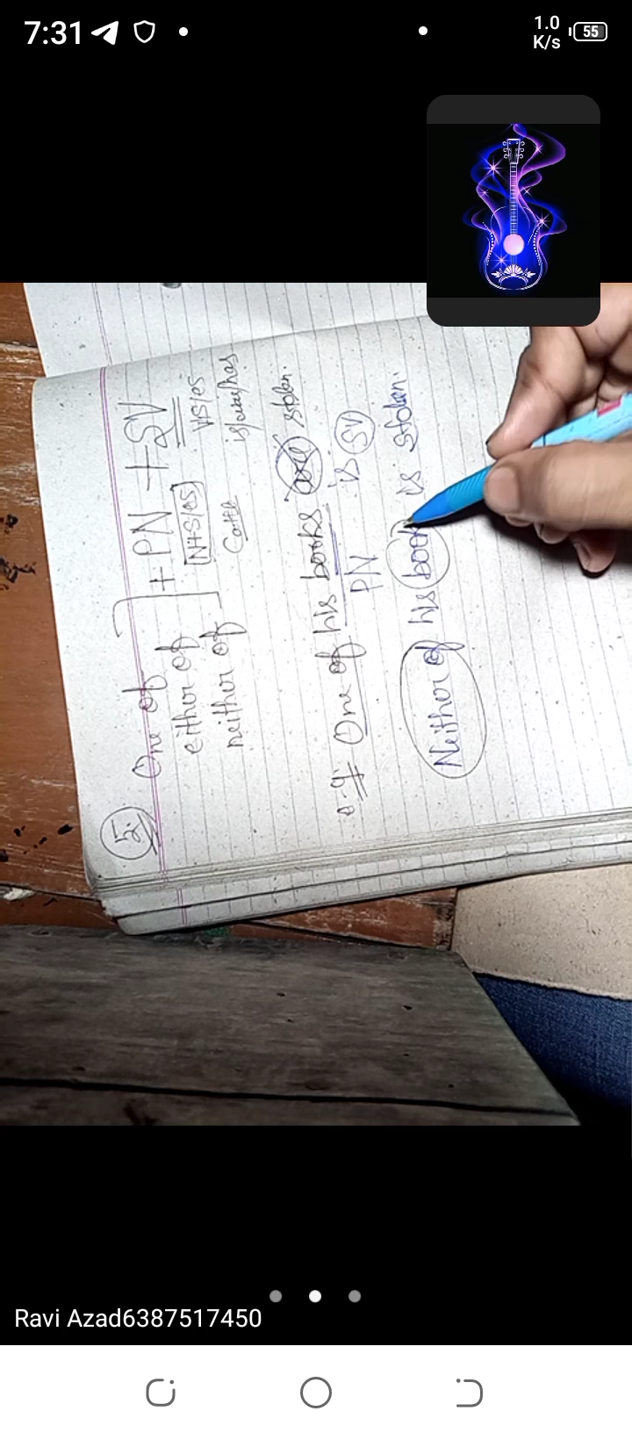 7:31
1.0
K/s
55
5.
One of
either of
neither of
+ PN + SV
N+S/es
V+S/es
is/was/has
e.g. One of his books are stolen
PN
is SV
Neither of his book is stolen.
Ravi Azad6387517450